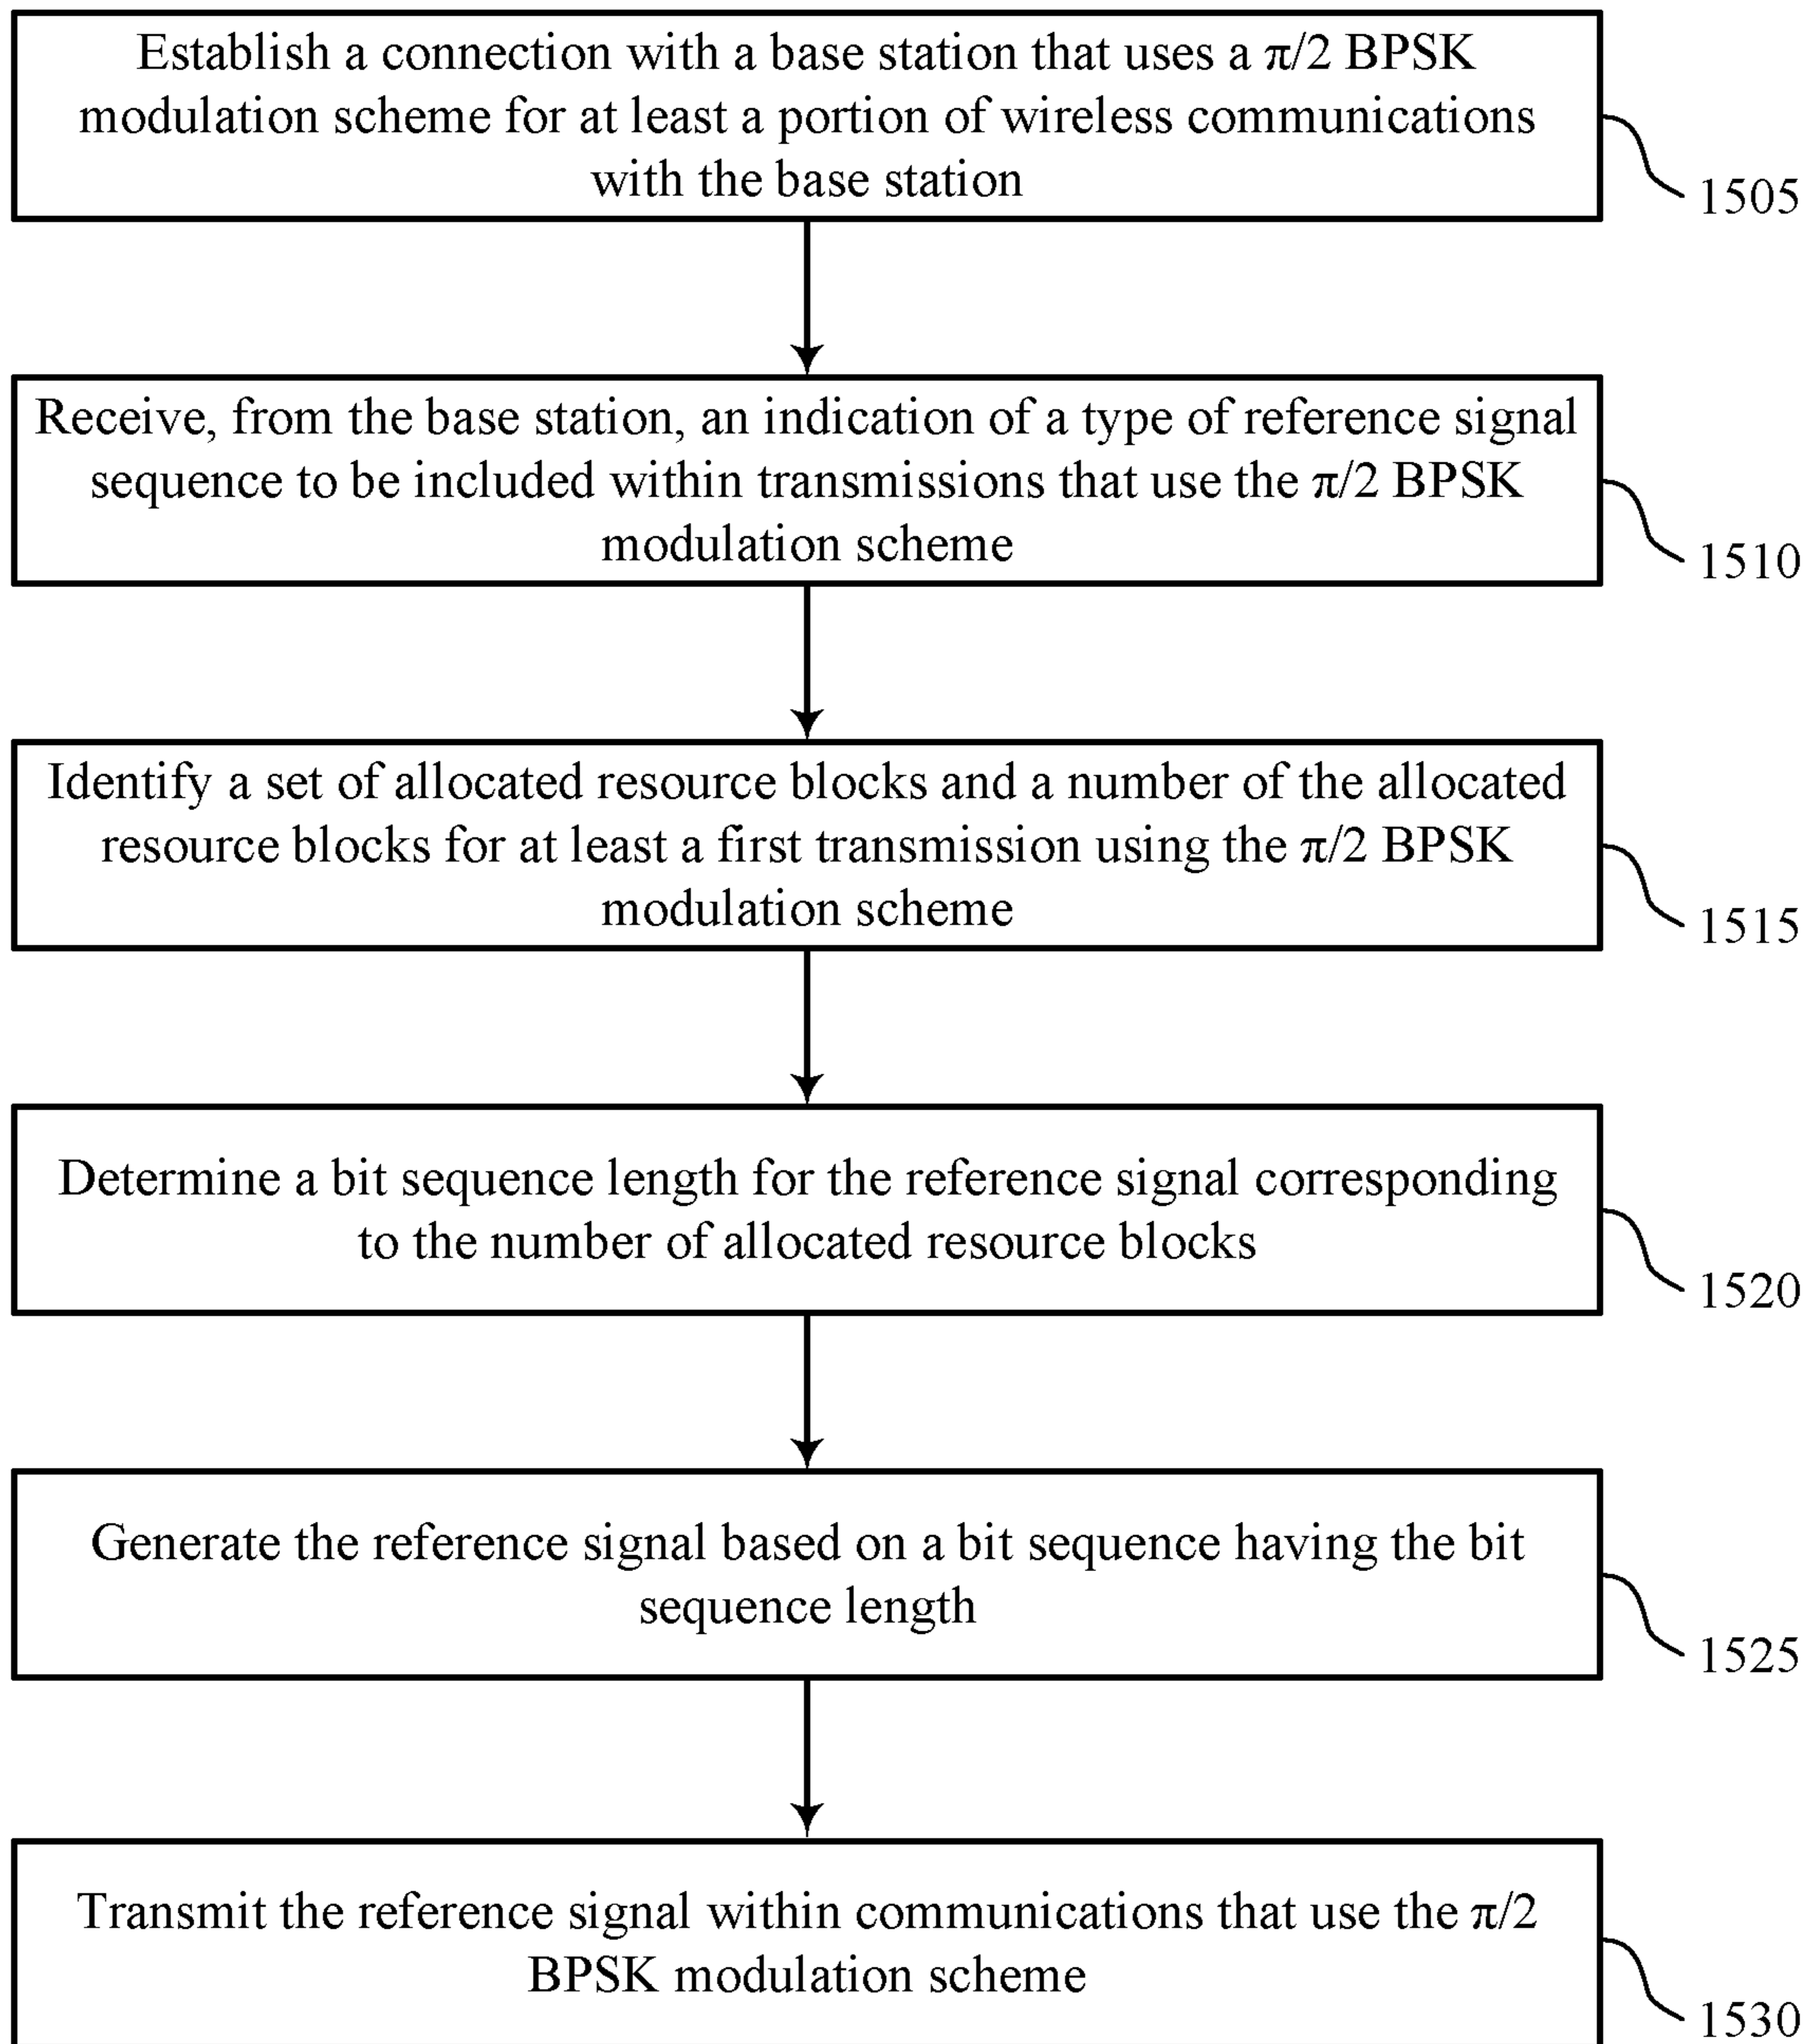 Establish a connection with a base station that uses a π/2 BPSK
modulation scheme for at least a portion of wireless communications
with the base station
1505
Receive, from the base station, an indication of a type of reference signal
sequence to be included within transmissions that use the π/2 BPSK
modulation scheme
1510
Identify a set of allocated resource blocks and a number of the allocated
resource blocks for at least a first transmission using the π/2 BPSK
modulation scheme
1515
Determine a bit sequence length for the reference signal corresponding
to the number of allocated resource blocks
1520
Generate the reference signal based on a bit sequence having the bit
sequence length
1525
Transmit the reference signal within communications that use the π/2
BPSK modulation scheme
1530